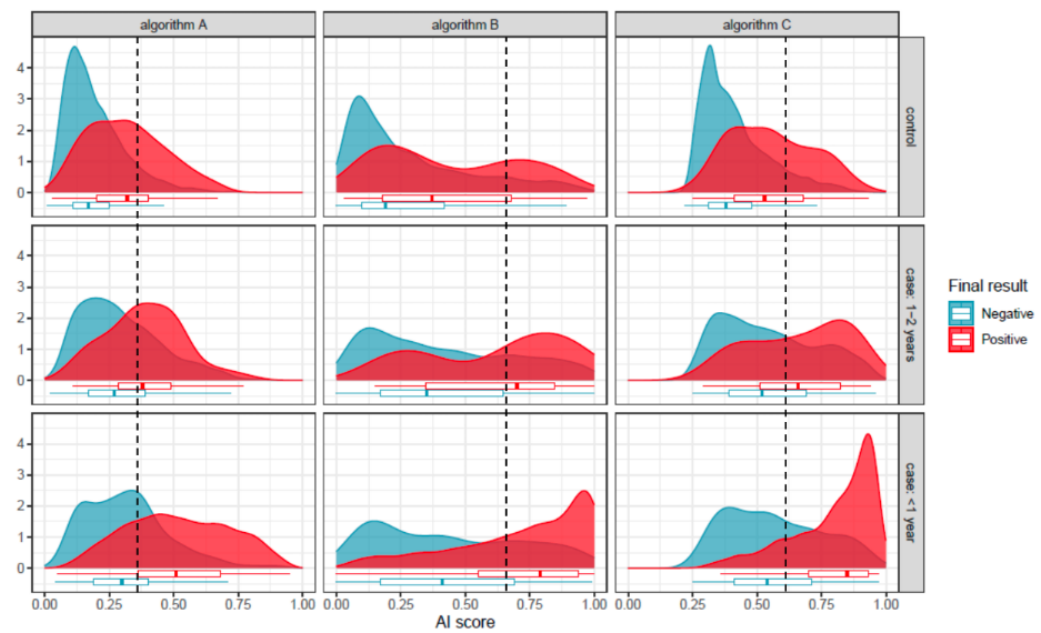 algorithm A
algorithm B
algorithm C
4
3
2
1
0
control
4
3
2
1
0
case: 1−2 years
4
3
2
1
0
case: <1 year
0.00 0.25 0.50 0.75 1.00
0.00 0.25 0.50 0.75 1.00
0.00 0.25 0.50 0.75 1.00
AI score
Final result
Negative
Positive